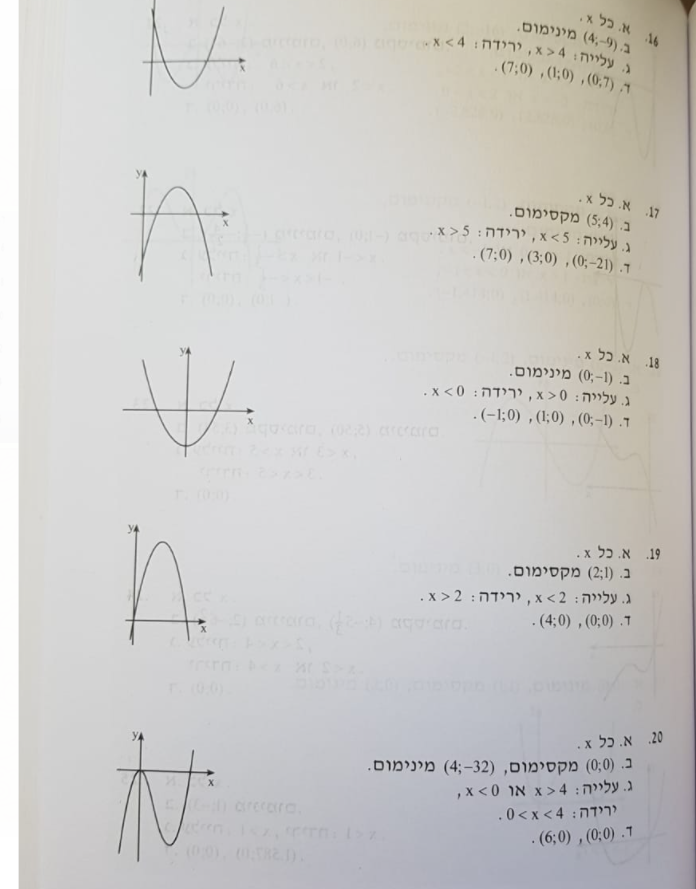 16. א. כל x.
ב. (4;-9) מינימום.
ג. עלייה: x > 4, ירידה: x < 4.
ד. (0;7), (1;0), (7;0).
x
y
x
17. א. כל x.
ב. (5;4) מקסימום.
ג. עלייה: x < 5, ירידה: x > 5.
ד. (0;-21), (3;0), (7;0).
y
x
18. א. כל x.
ב. (0;-1) מינימום.
ג. עלייה: x > 0, ירידה: x < 0.
ד. (0;-1), (1;0), (-1;0).
y
x
19. א. כל x.
ב. (2;1) מקסימום.
ג. עלייה: x < 2, ירידה: x > 2.
ד. (0;0), (4;0).
y
x
20. א. כל x.
ב. (0;0) מקסימום, (4;-32) מינימום.
ג. עלייה: x > 4 או x < 0,
ירידה: 0 < x < 4.
ד. (0;0), (6;0).